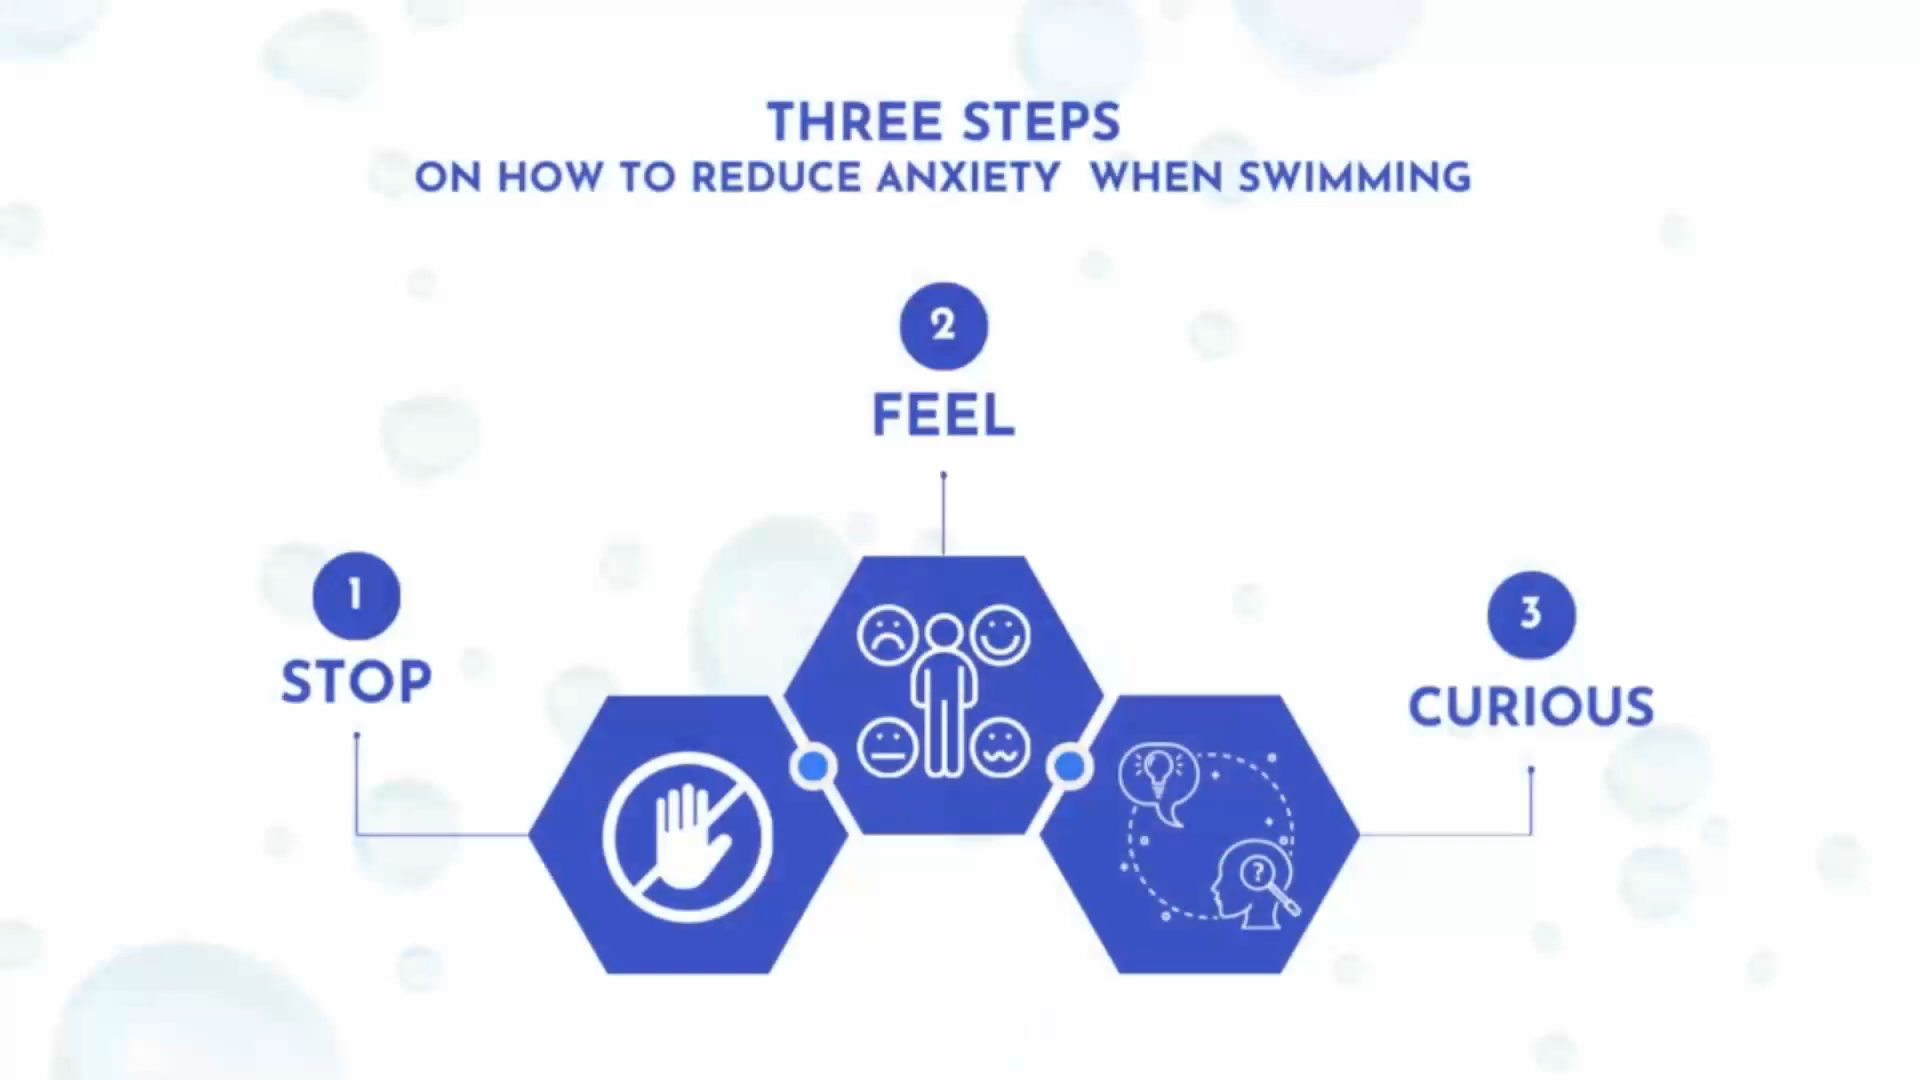 THREE STEPS
ON HOW TO REDUCE ANXIETY WHEN SWIMMING
1
STOP
2
FEEL
3
CURIOUS
?